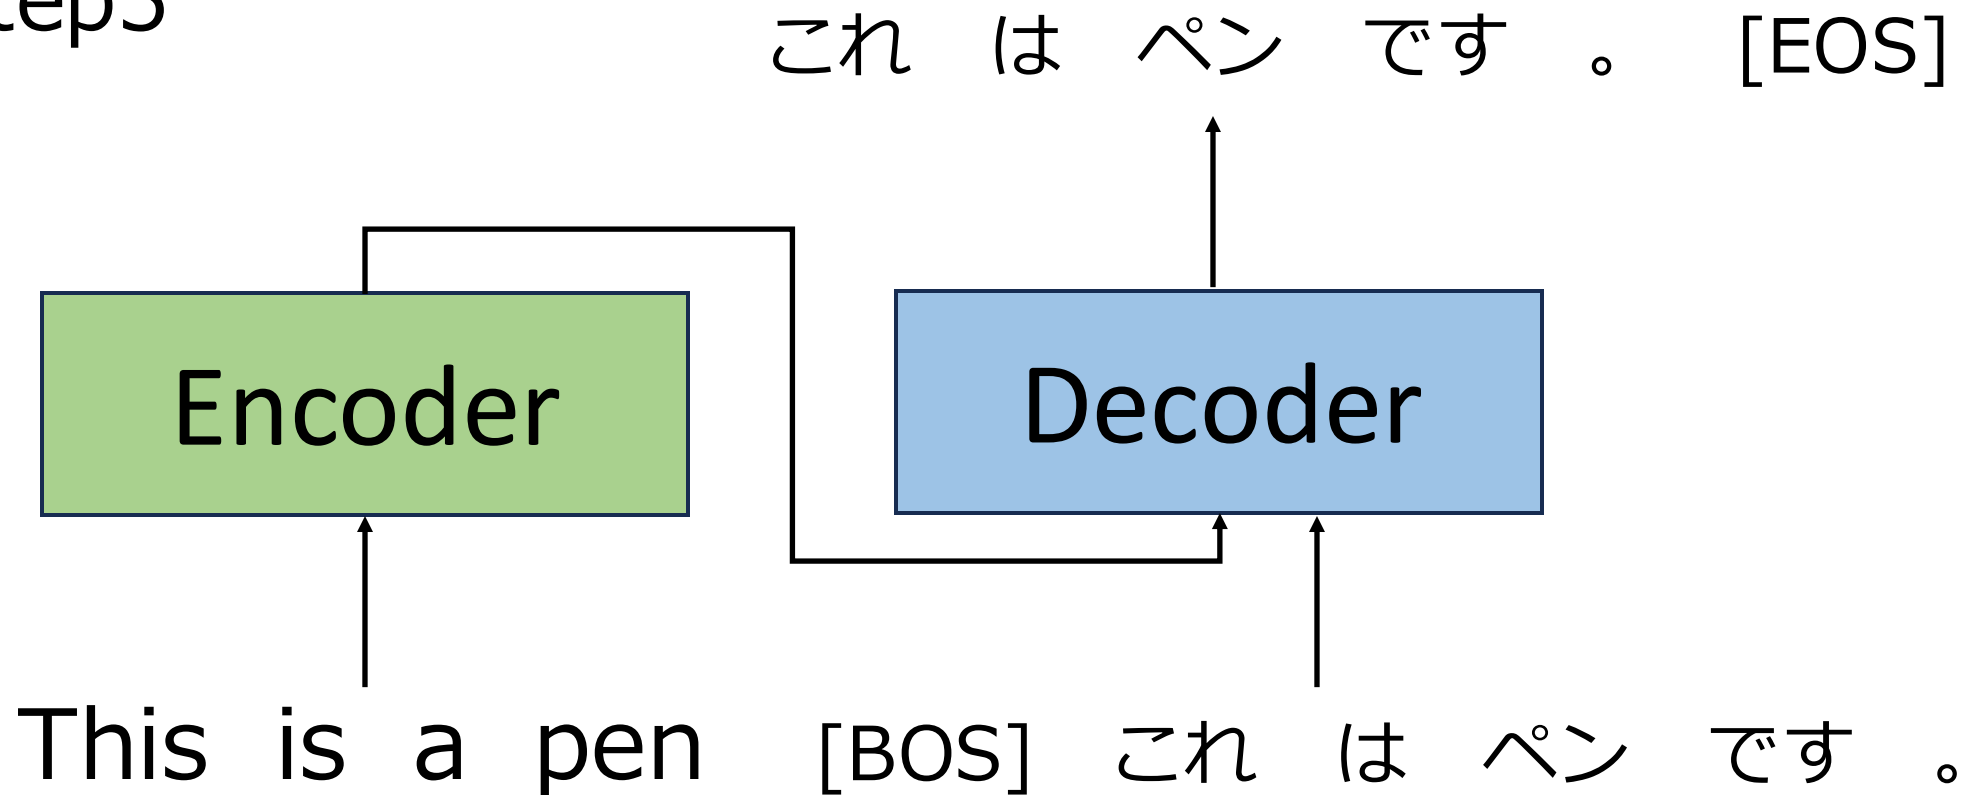 これ は ペン です 。 [EOS]
Encoder
Decoder
This is a pen
[BOS] これ は ペン です 。